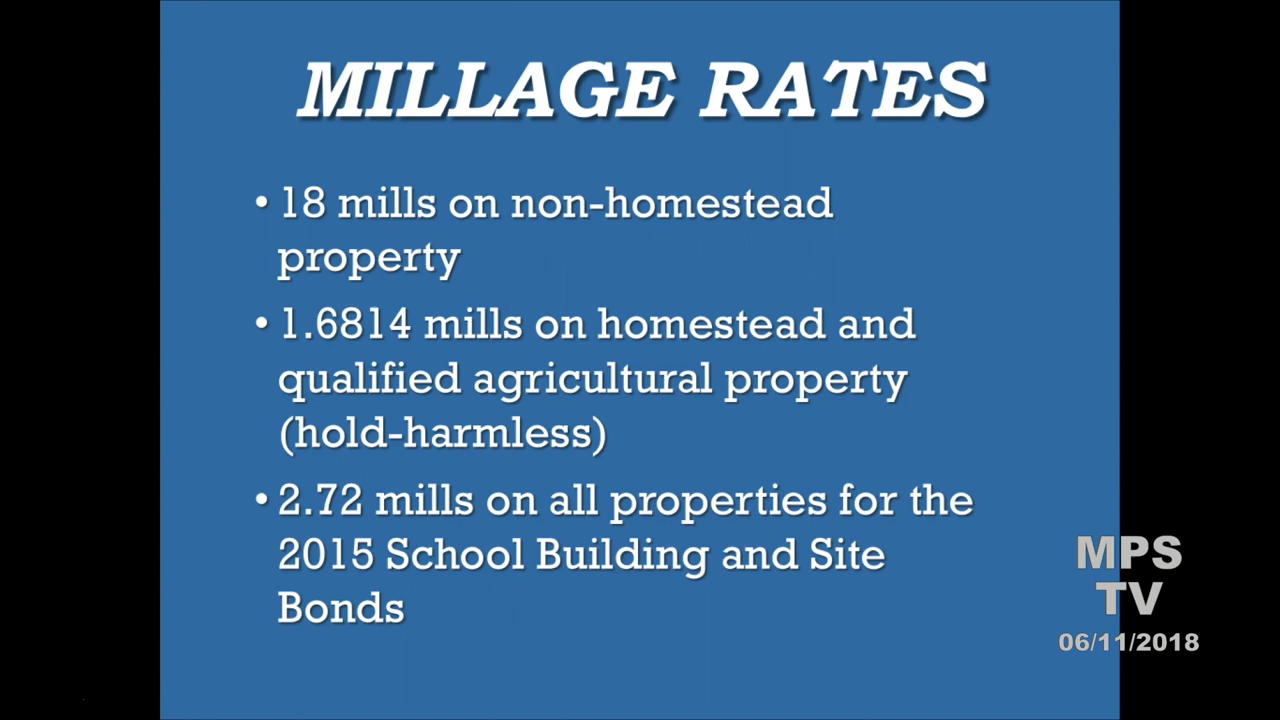 MILLAGE RATES
• 18 mills on non-homestead
property
• 1.6814 mills on homestead and
qualified agricultural property
(hold-harmless)
• 2.72 mills on all properties for the
2015 School Building and Site
Bonds
MPS
TV
06/11/2018